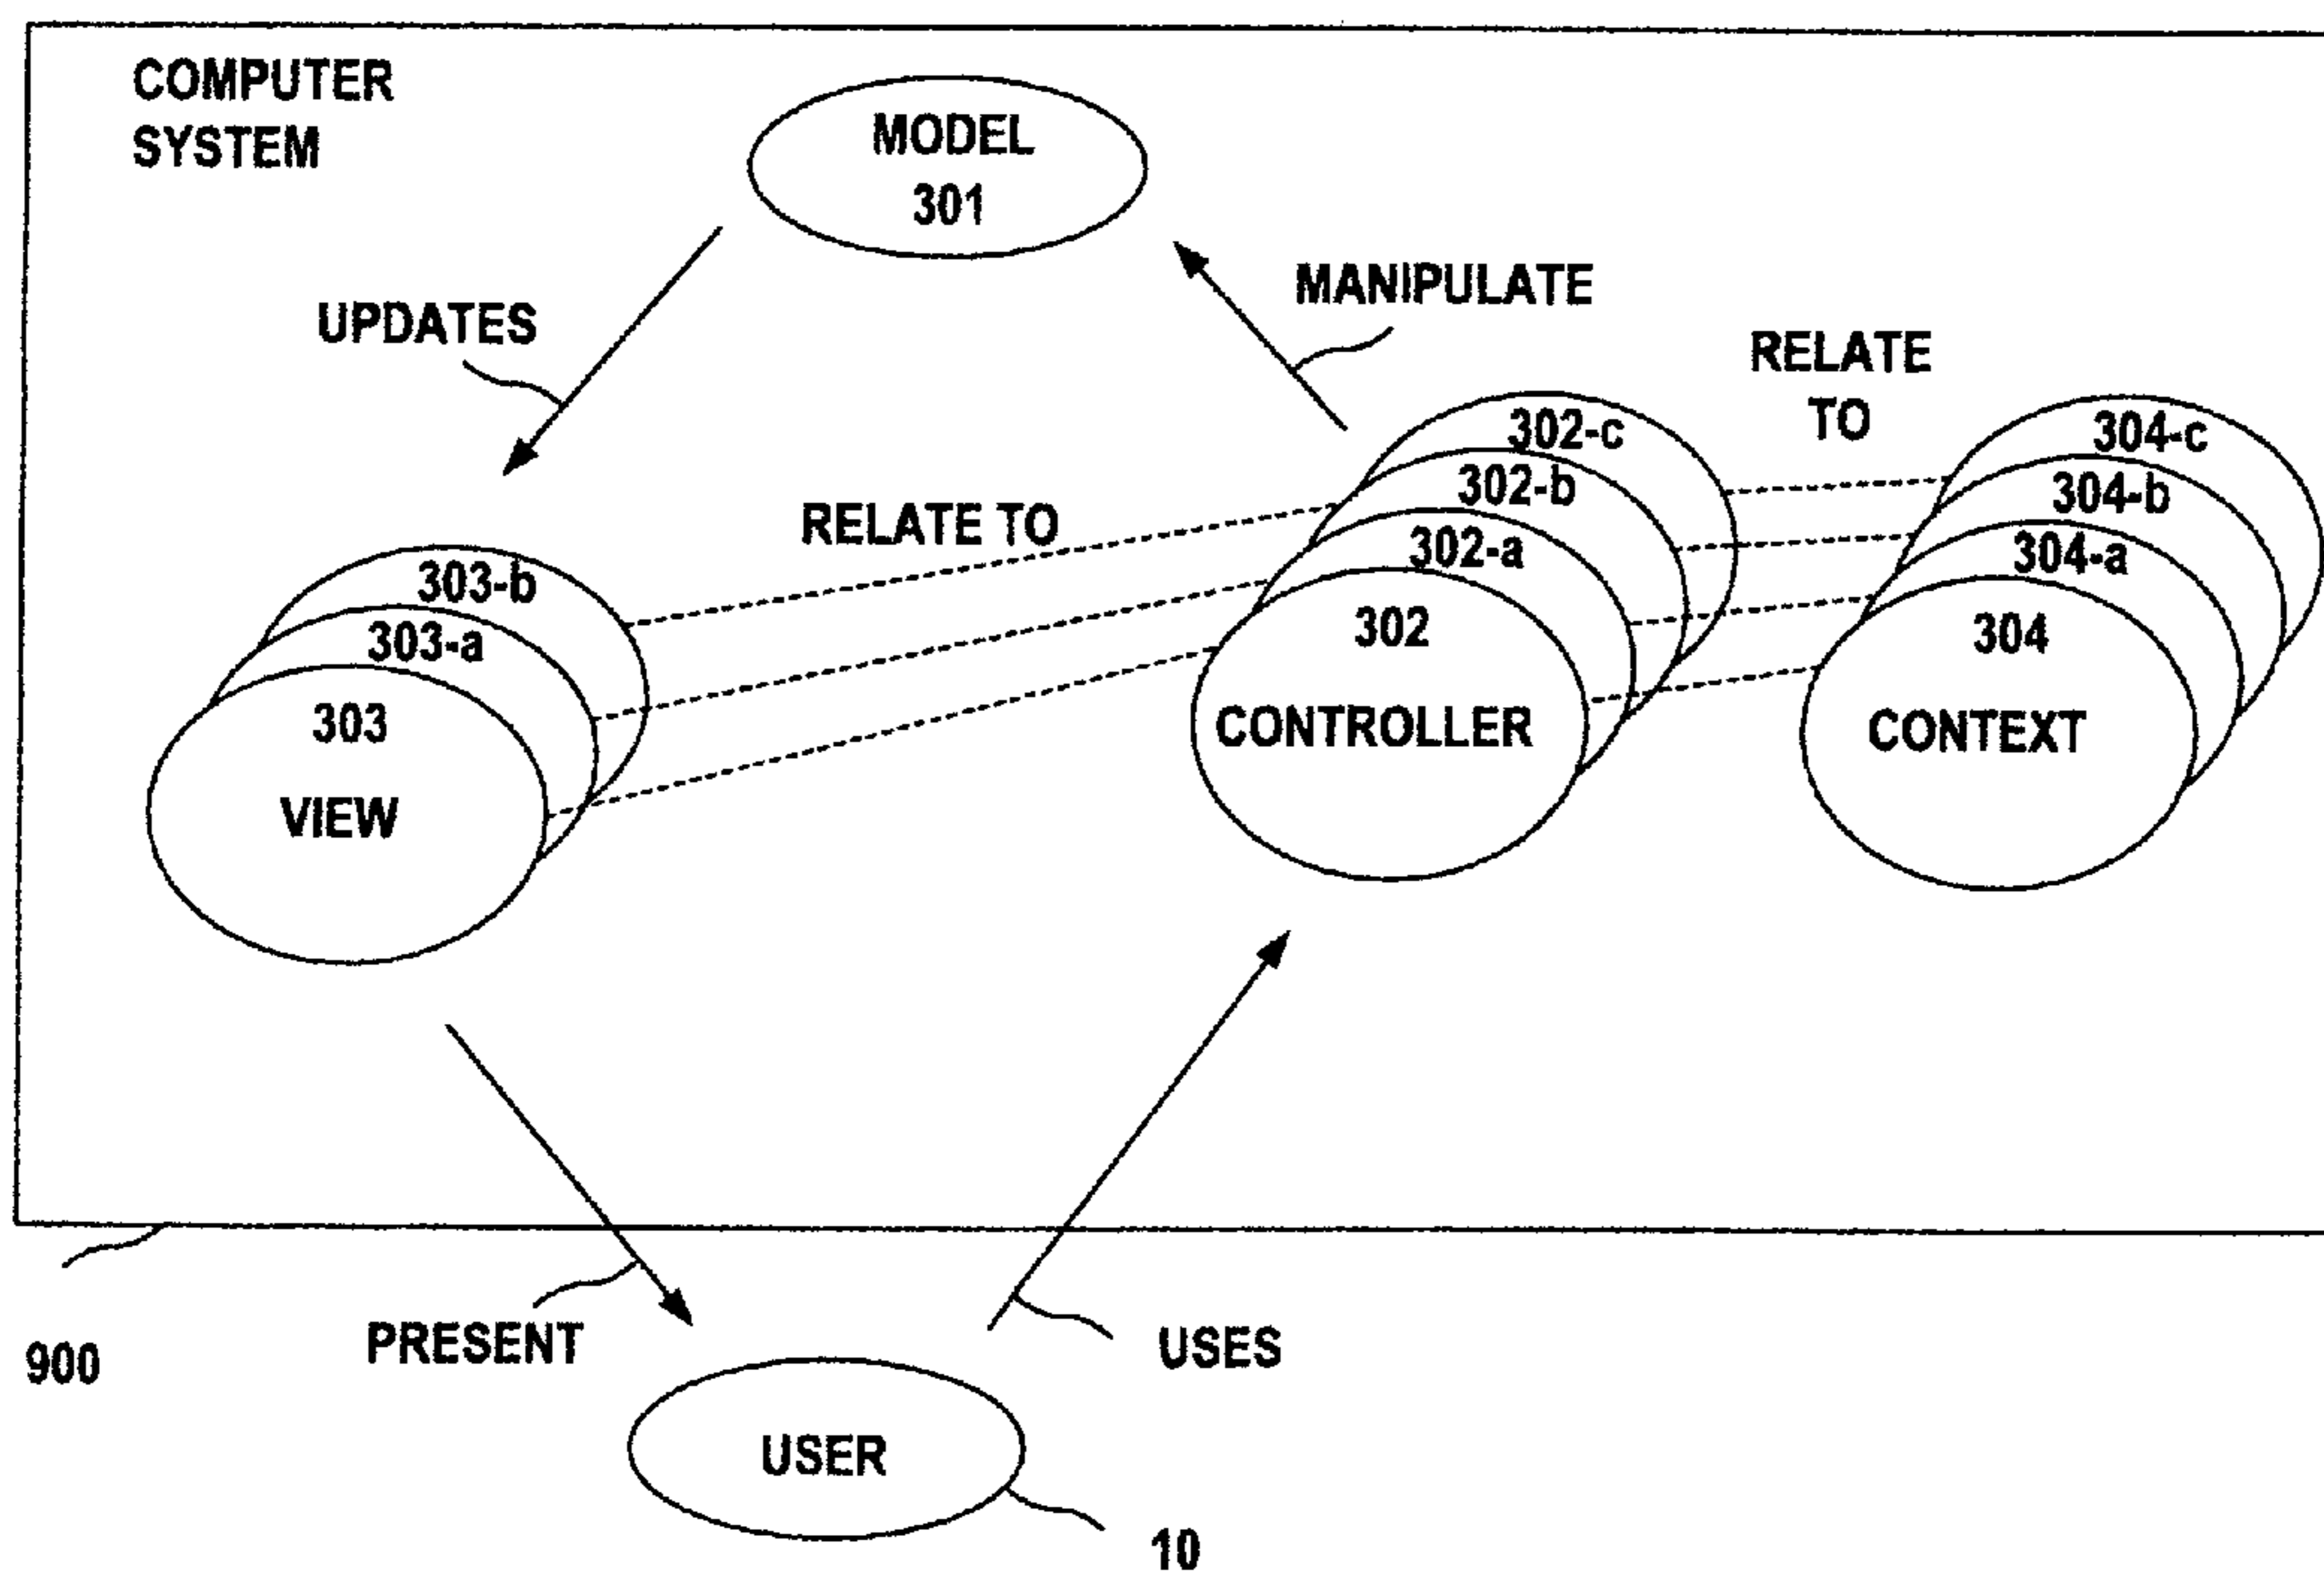 COMPUTER
SYSTEM
MODEL
301
UPDATES
MANIPULATE
RELATE
TO
RELATE TO
302-c
302-b
302-a
302
CONTROLLER
304-c
304-b
304-a
304
CONTEXT
303-b
303-a
303
VIEW
900
PRESENT
USES
USER
10